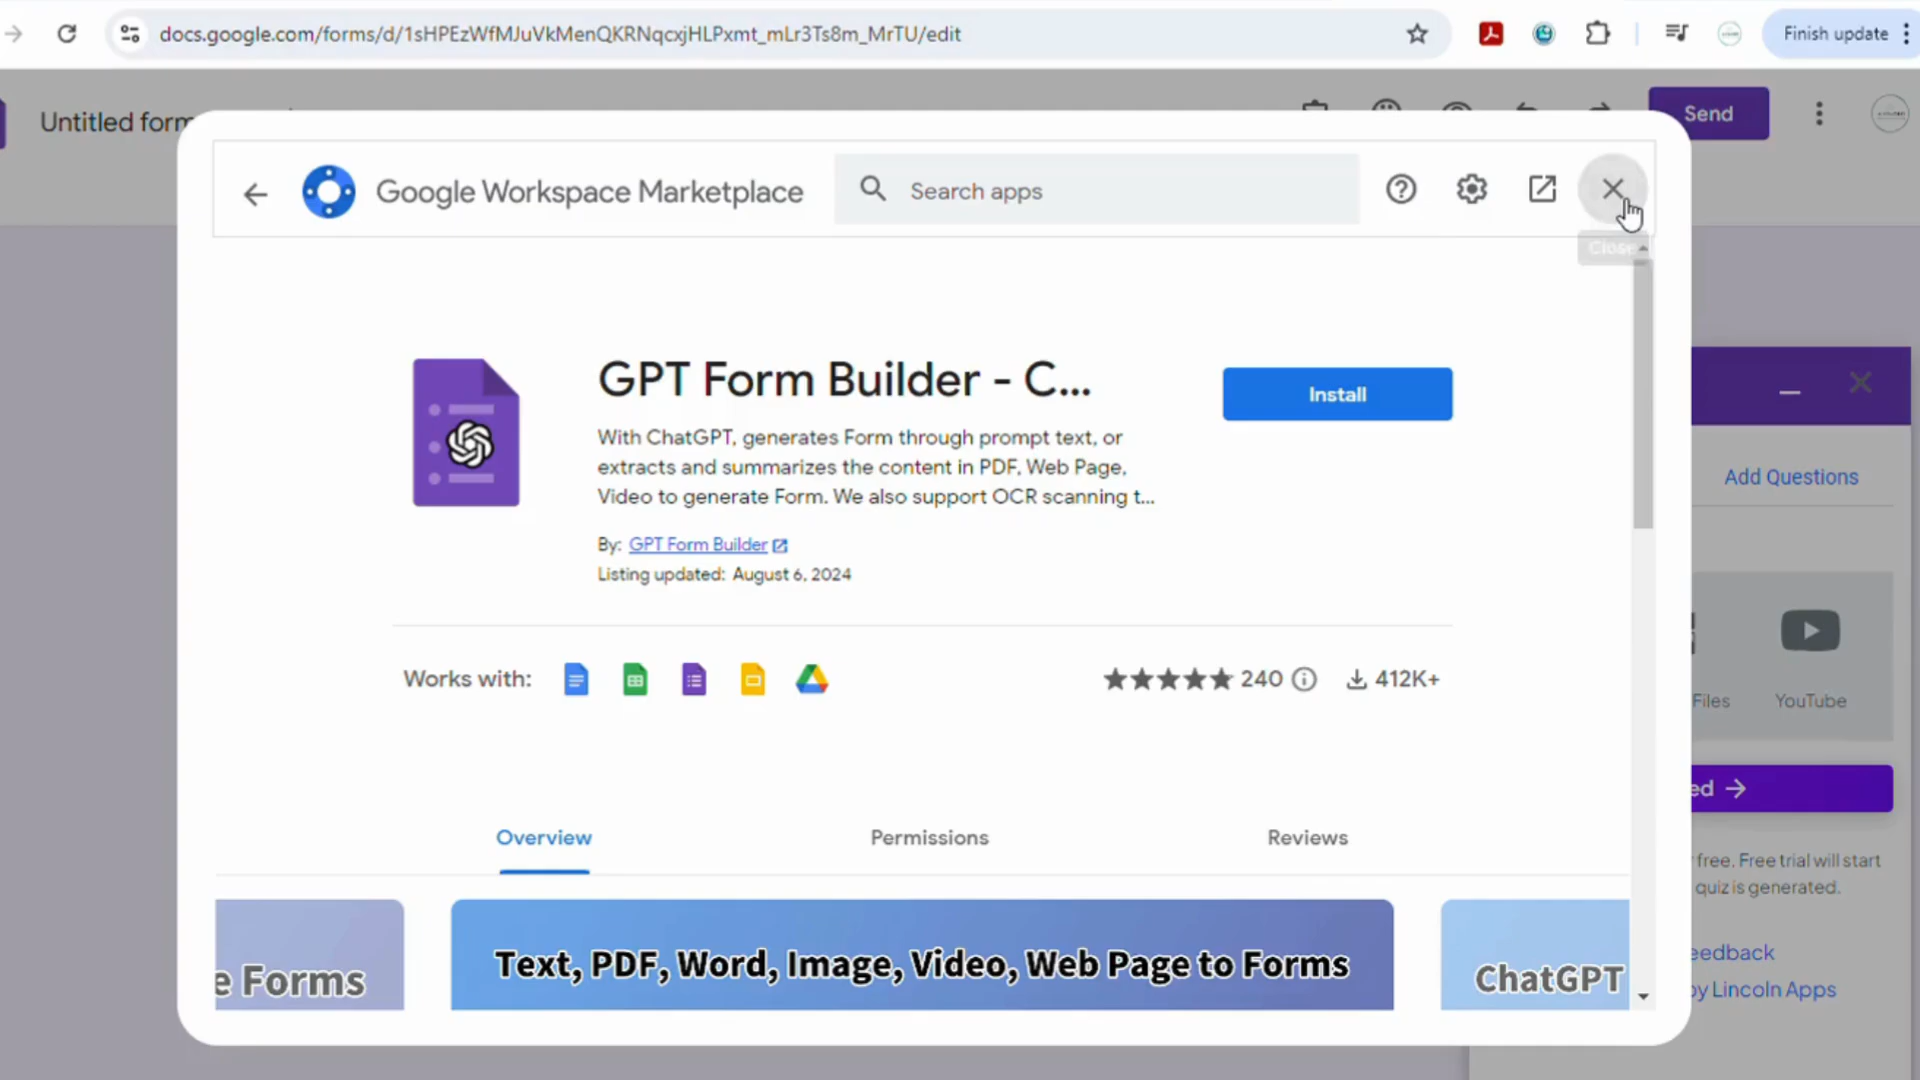 docs.google.com/forms/d/1sHPEzWfMJuVkMenQKRNqcxjHLPxmt_mLr3Ts8m_MrTU/edit
Finish update
Untitled form
Send
Google Workspace Marketplace
Search apps
Close
GPT Form Builder - C...
Install
With ChatGPT, generates Form through prompt text, or
extracts and summarizes the content in PDF, Web Page,
Video to generate Form. We also support OCR scanning t...
By: GPT Form Builder
Listing updated: August 6, 2024
Works with:
240
412K+
Overview
Permissions
Reviews
e Forms
Text, PDF, Word, Image, Video, Web Page to Forms
ChatGPT
Add Questions
Files
YouTube
ed →
free. Free trial will start
quiz is generated.
eedback
by Lincoln Apps